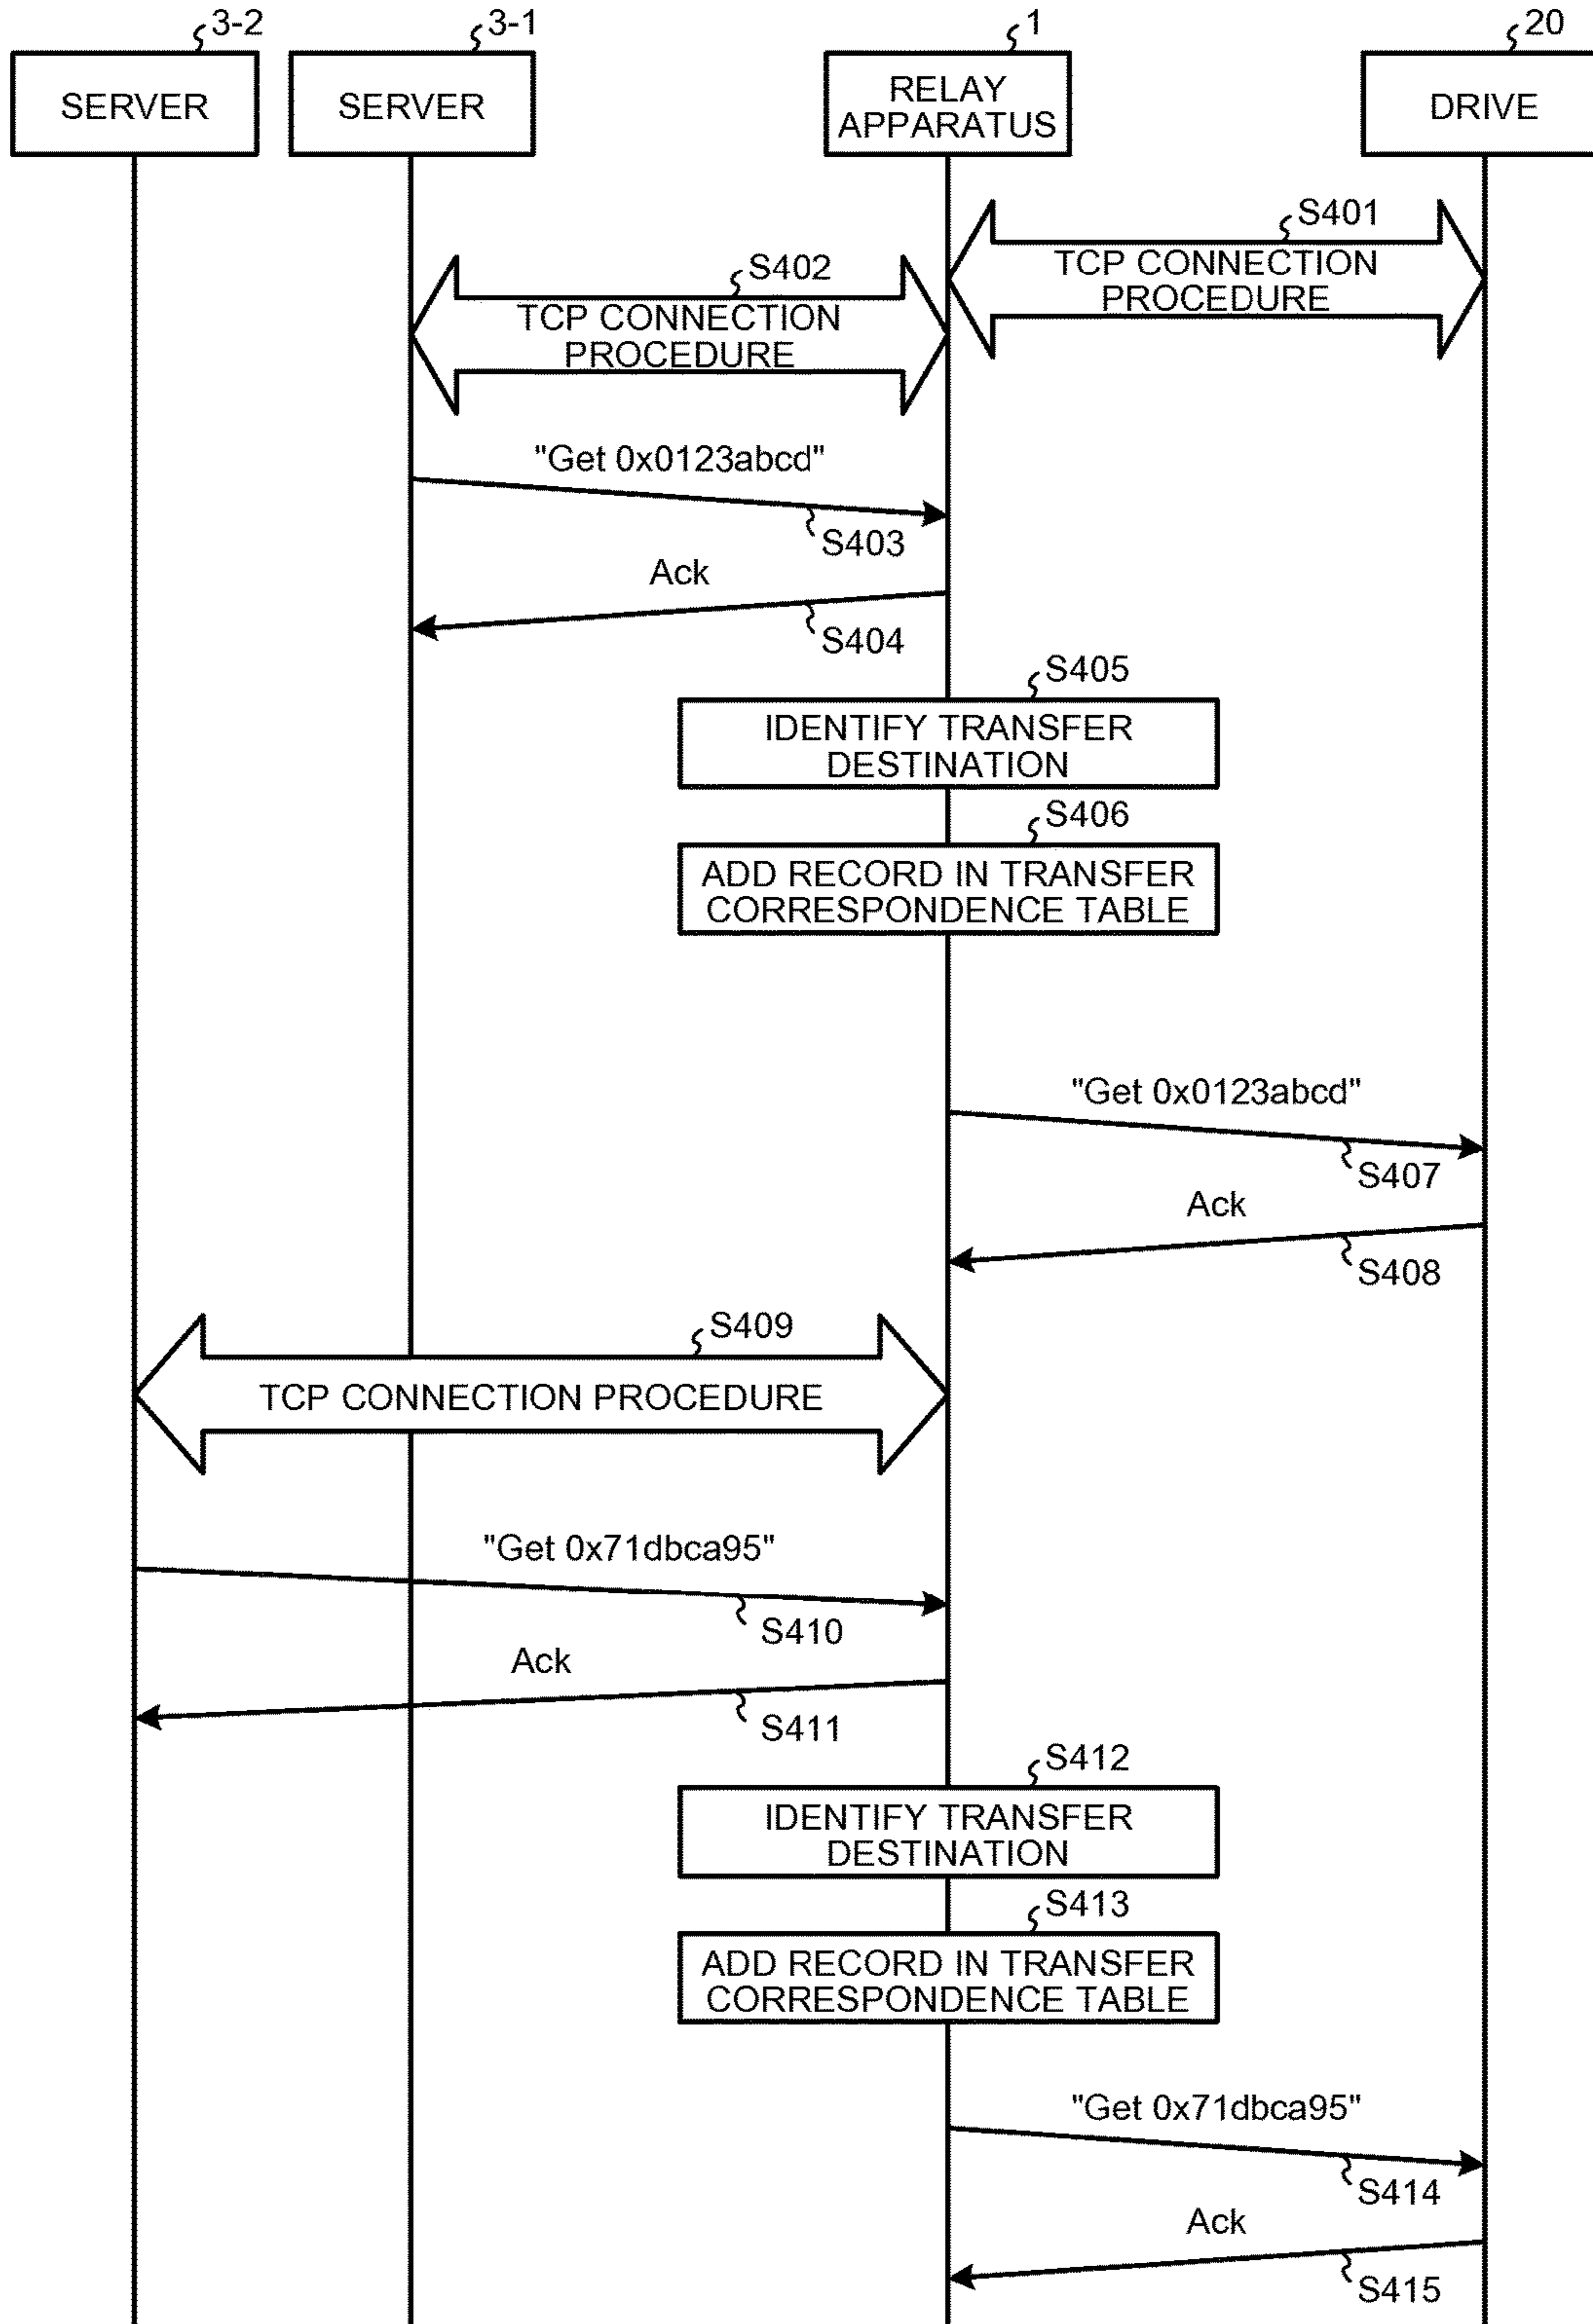 3-2
3-1
1
20
SERVER
SERVER
RELAY
APPARATUS
DRIVE
S401
TCP CONNECTION
PROCEDURE
S402
TCP CONNECTION
PROCEDURE
"Get 0x0123abcd"
S403
Ack
S404
S405
IDENTIFY TRANSFER
DESTINATION
S406
ADD RECORD IN TRANSFER
CORRESPONDENCE TABLE
"Get 0x0123abcd"
S407
Ack
S408
S409
TCP CONNECTION PROCEDURE
"Get 0x71dbca95"
S410
Ack
S411
S412
IDENTIFY TRANSFER
DESTINATION
S413
ADD RECORD IN TRANSFER
CORRESPONDENCE TABLE
"Get 0x71dbca95"
S414
Ack
S415